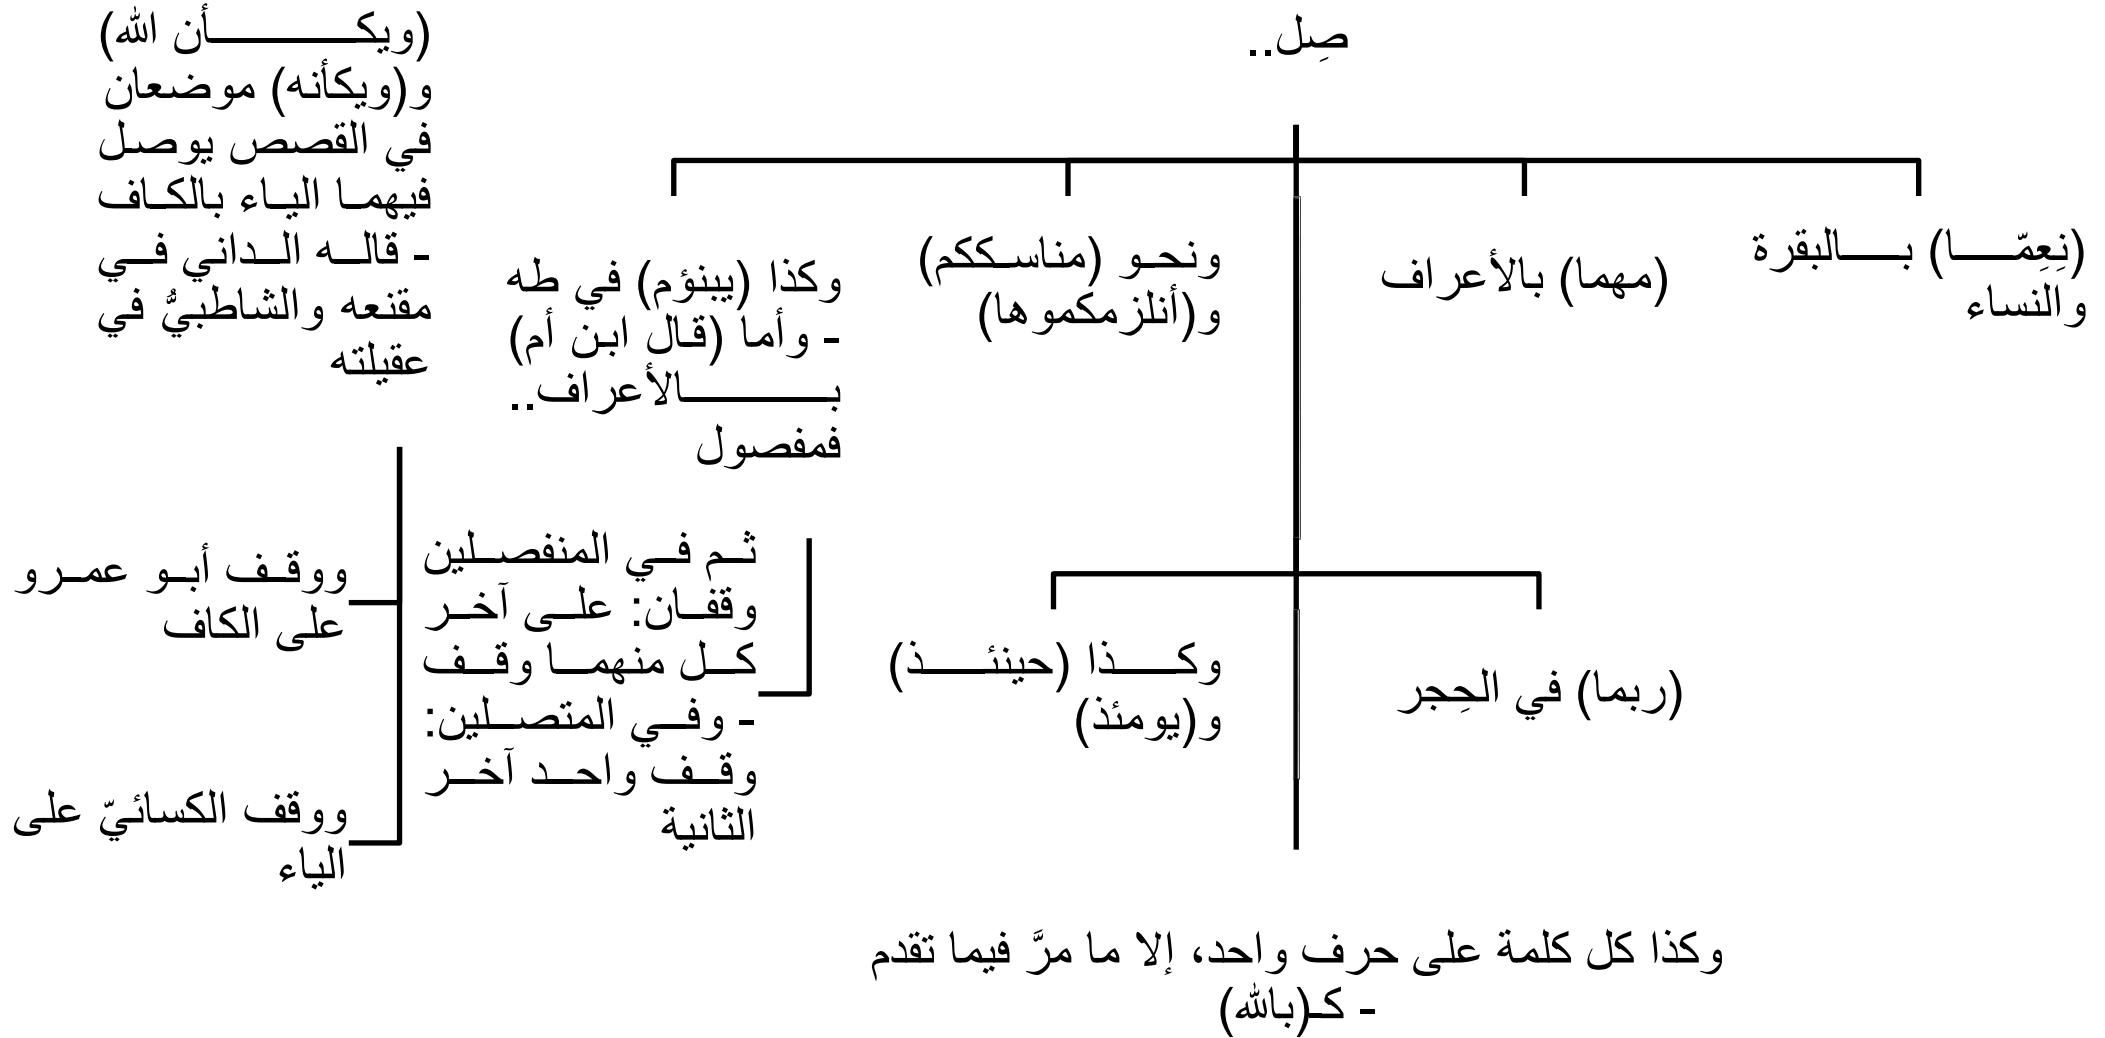 صِل..
(نِعِمّا) بالبقرة
والنساء
(مهما) بالأعراف
ونحو (مناسككم)
و(أنلزمكموها)
وكذا (يبنؤم) في طه
- وأما (قال ابن أم)
بالأعراف..
فمفصول
(ويكأن الله)
و(ويكأنه) موضعان
في القصص يوصل
فيهما الياء بالكاف
- قاله الداني في
مقنعه والشاطبيُّ في
عقيلته
(ربما) في الحِجر
وكذا (حينئذ)
و(يومئذ)
ثم في المنفصلين
وقفان: على آخر
كل منهما وقف
- وفي المتصلين:
وقف واحد آخر
الثانية
ووقف أبو عمرو
على الكاف
ووقف الكسائيّ على
الياء
وكذا كل كلمة على حرف واحد، إلا ما مرَّ فيما تقدم
- كـ(بالله)